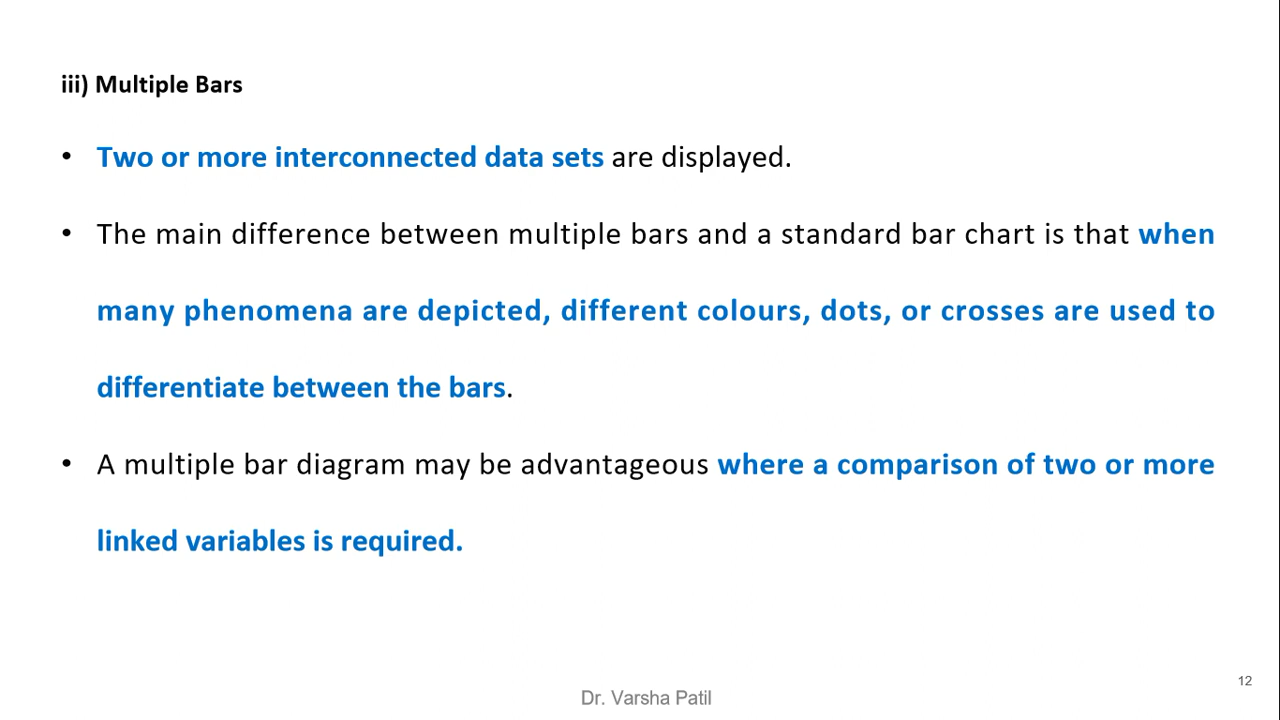 iii) Multiple Bars
• Two or more interconnected data sets are displayed.
• The main difference between multiple bars and a standard bar chart is that when
many phenomena are depicted, different colours, dots, or crosses are used to
differentiate between the bars.
• A multiple bar diagram may be advantageous where a comparison of two or more
linked variables is required.
12
Dr. Varsha Patil